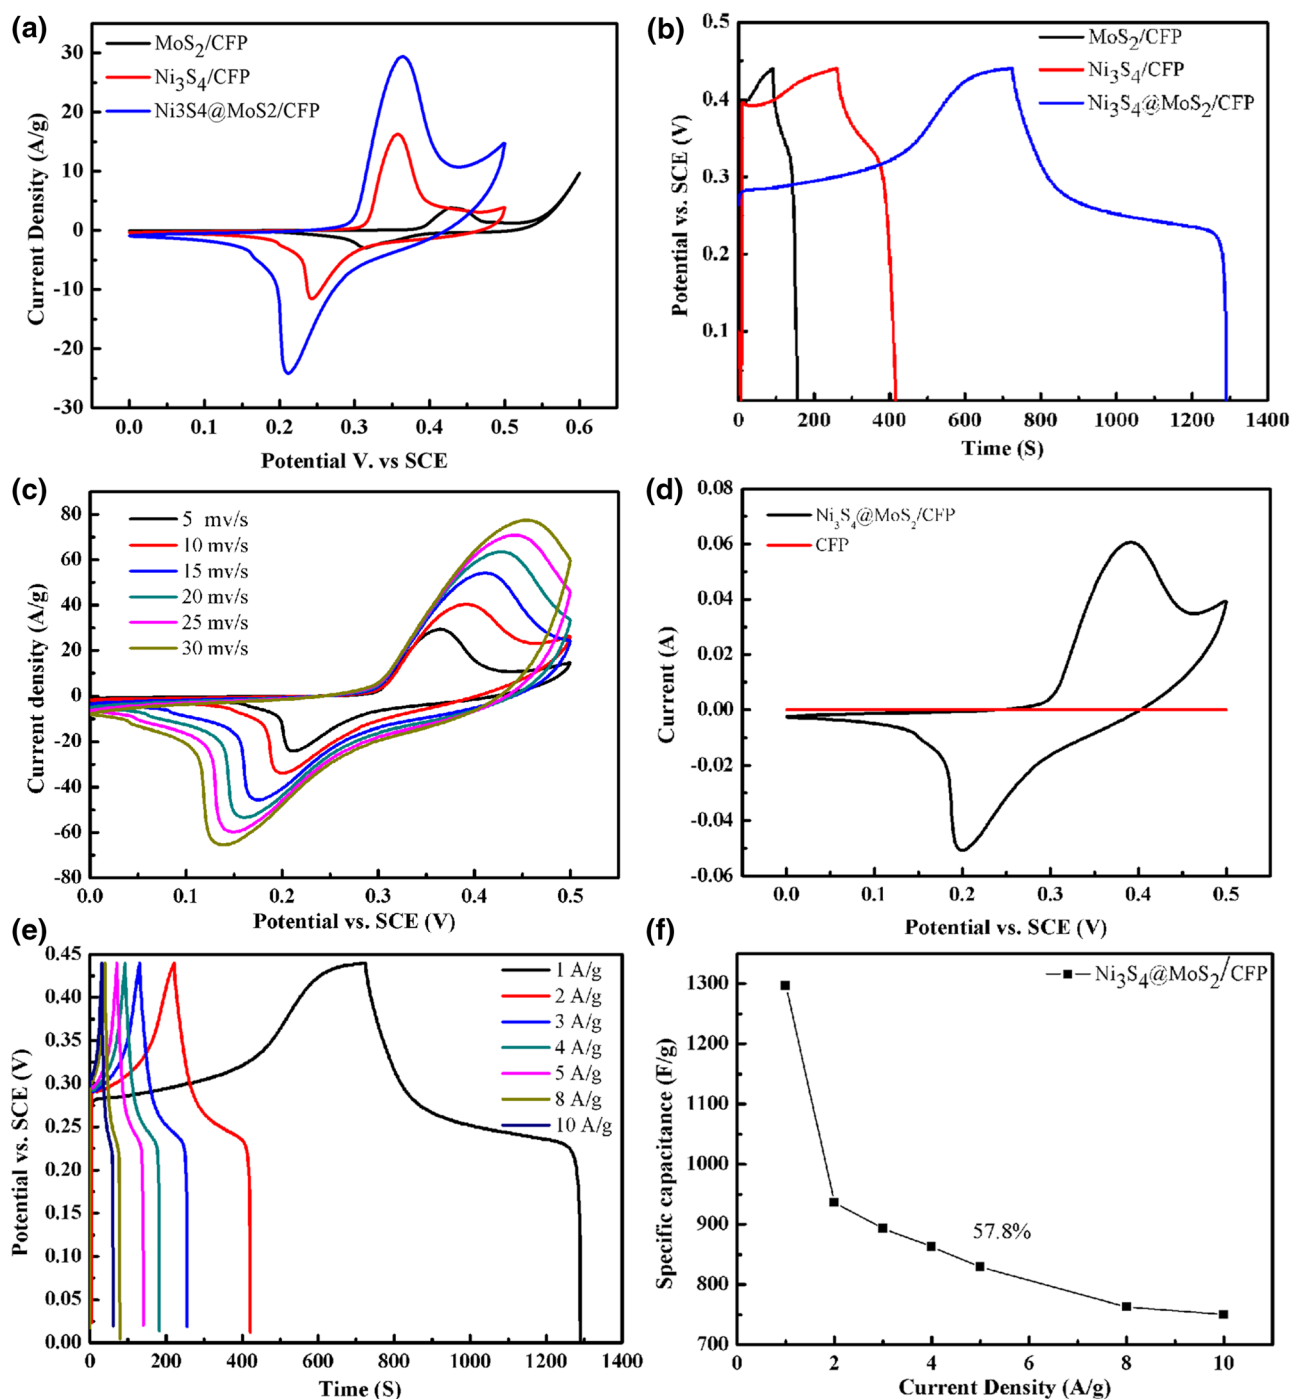 (a)
MoS2/CFP
Ni3S4/CFP
Ni3S4@MoS2/CFP
Current Density (A/g)
30
20
10
0
-10
-20
-30
0.0 0.1 0.2 0.3 0.4 0.5 0.6
Potential V. vs SCE
(b)
MoS2/CFP
Ni3S4/CFP
Ni3S4@MoS2/CFP
Potential vs. SCE (V)
0.5
0.4
0.3
0.2
0.1
0 200 400 600 800 1000 1200 1400
Time (S)
(c)
5 mv/s
10 mv/s
15 mv/s
20 mv/s
25 mv/s
30 mv/s
Current density (A/g)
80
60
40
20
0
-20
-40
-60
-80
0.0 0.1 0.2 0.3 0.4 0.5
Potential vs. SCE (V)
(d)
Ni3S4@MoS2/CFP
CFP
Current (A)
0.08
0.06
0.04
0.02
0.00
-0.02
-0.04
-0.06
0.0 0.1 0.2 0.3 0.4 0.5
Potential vs. SCE (V)
(e)
1 A/g
2 A/g
3 A/g
4 A/g
5 A/g
8 A/g
10 A/g
Potential vs. SCE (V)
0.45
0.40
0.35
0.30
0.25
0.20
0.15
0.10
0.05
0.00
0 200 400 600 800 1000 1200 1400
Time (S)
(f)
Ni3S4@MoS2/CFP
57.8%
Specific capacitance (F/g)
1300
1200
1100
1000
900
800
700
0 2 4 6 8 10
Current Density (A/g)